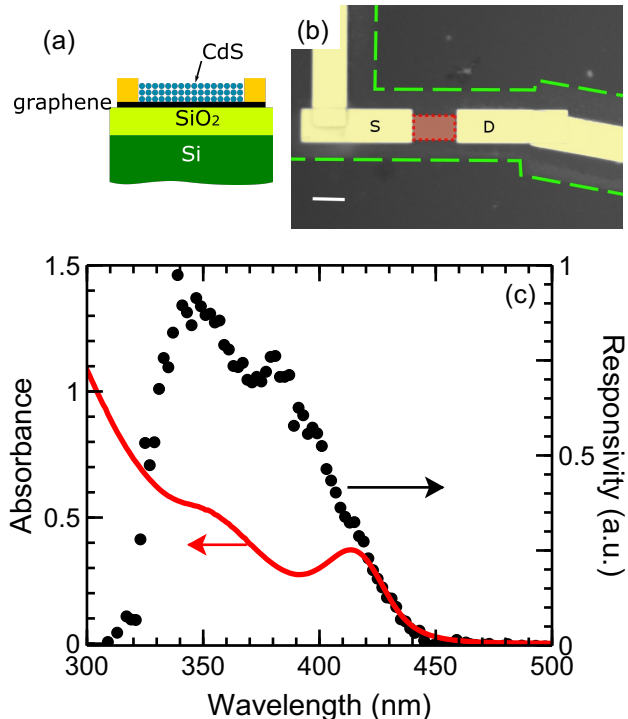 (a)
CdS
graphene
SiO2
Si
(b)
S
D
(c)
1.5
1
0.5
0
Absorbance
1
0.5
0
Responsivity (a.u.)
300
350
400
450
500
Wavelength (nm)